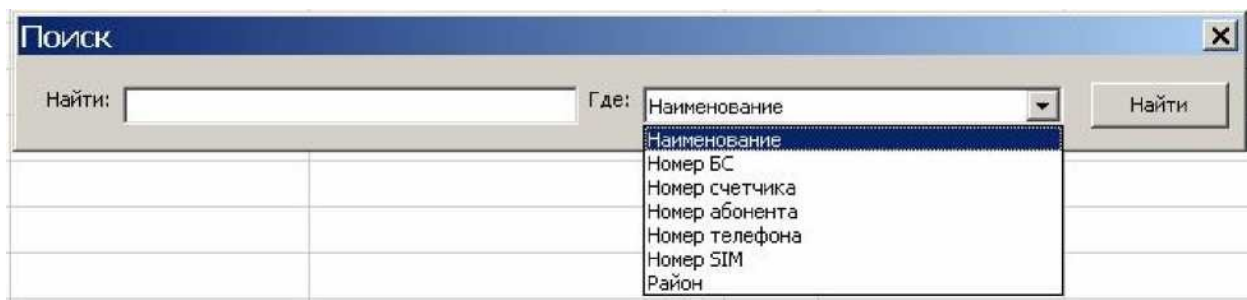 Поиск
Найти: Где: Наименование Найти
Наименование
Номер БС
Номер счетчика
Номер абонента
Номер телефона
Номер SIM
Район